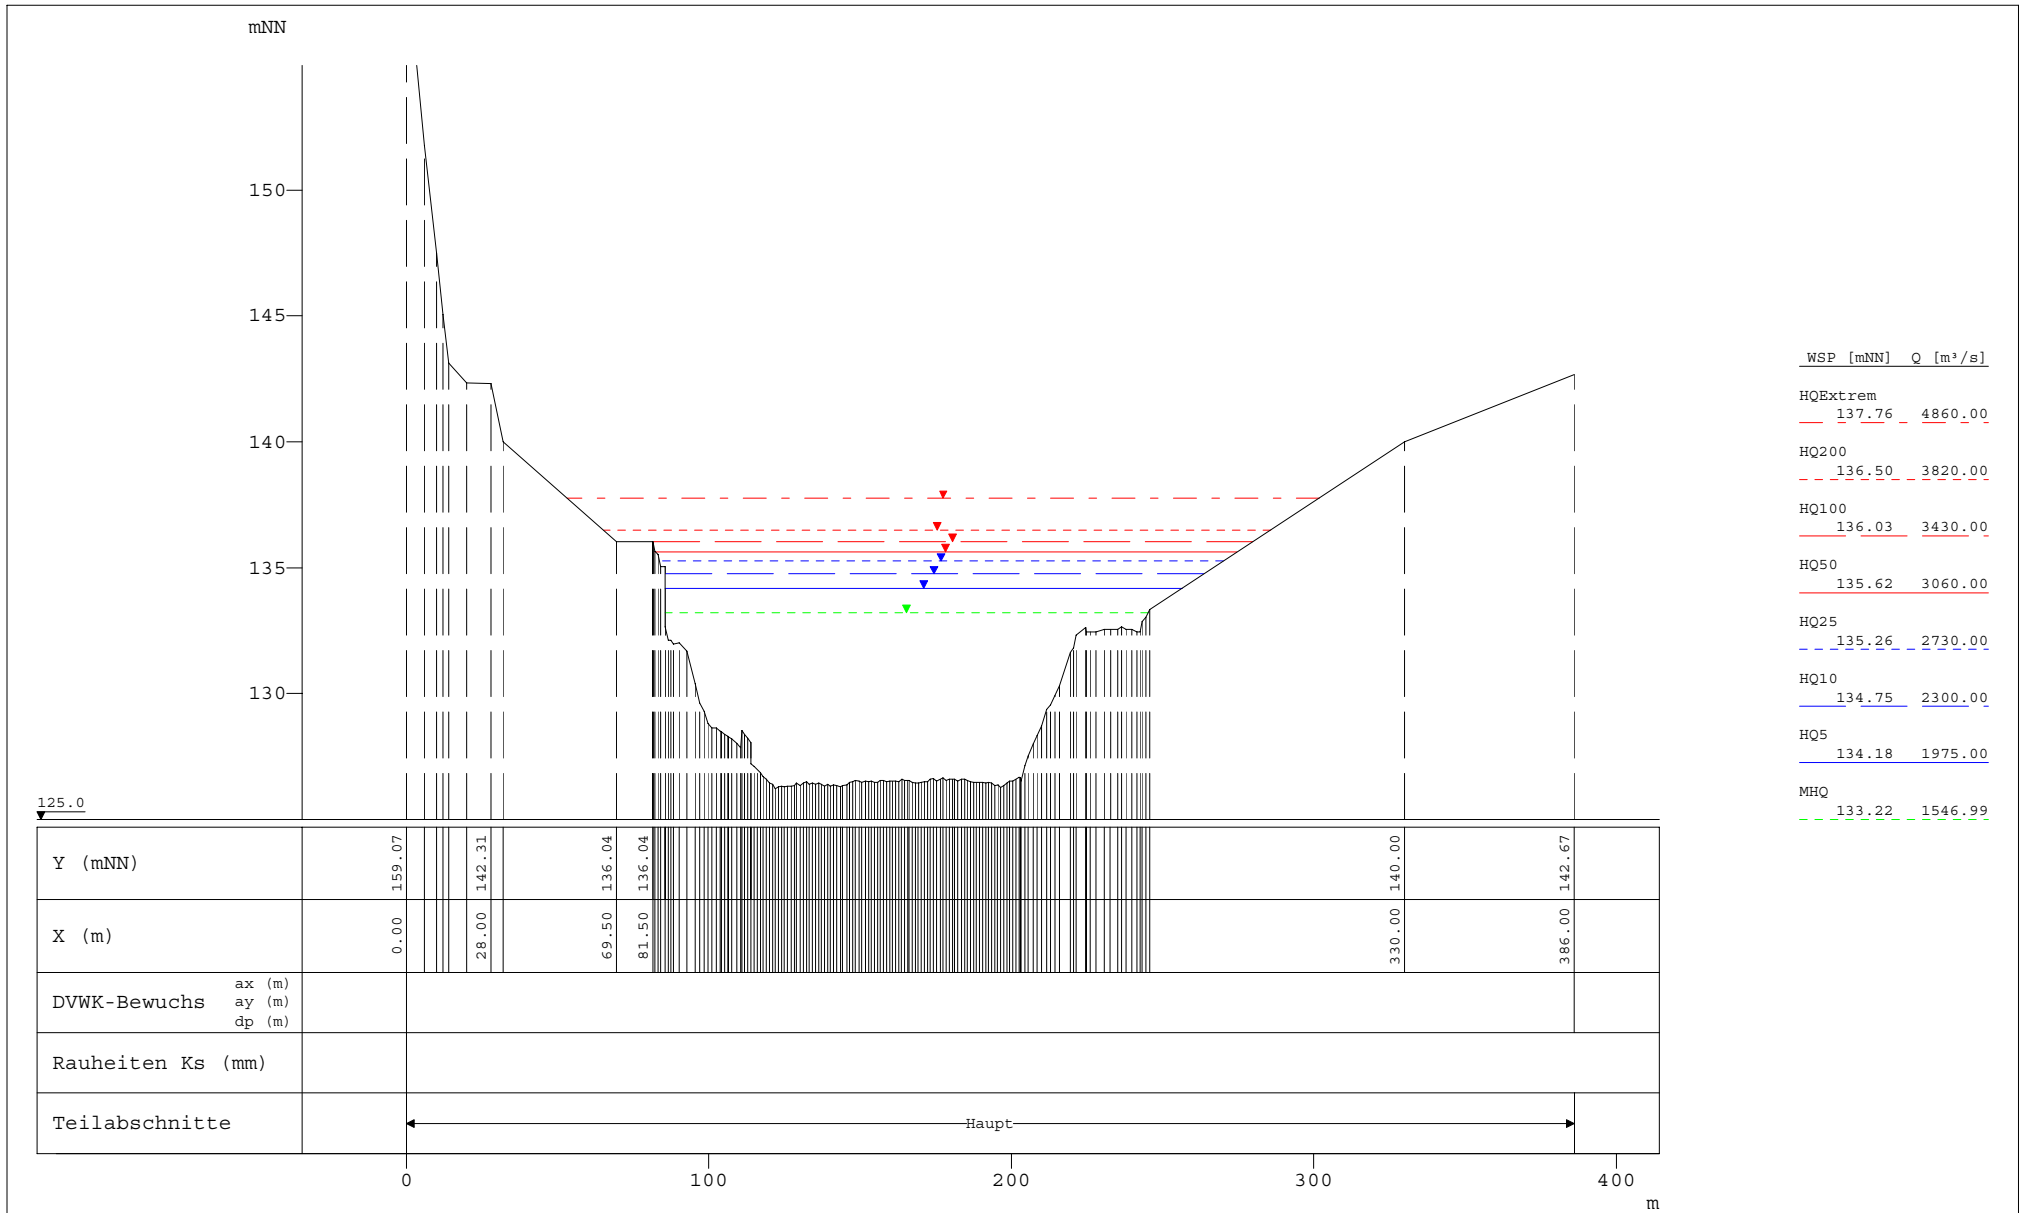 mNN
150
145
140
135
130
125.0
WSP [mNN] Q [m³/s]
HQExtrem
137.76 4860.00
HQ200
136.50 3820.00
HQ100
136.03 3430.00
HQ50
135.62 3060.00
HQ25
135.26 2730.00
HQ10
134.75 2300.00
HQ5
134.18 1975.00
MHQ
133.22 1546.99
Y (mNN) 159.07 142.31 136.04 136.04 140.00 142.67
X (m) 0.00 28.00 69.50 81.50 330.00 386.00
DVWK-Bewuchs
ax (m)
ay (m)
dp (m)
Rauheiten Ks (mm)
Teilabschnitte Haupt
0 100 200 300 400
m